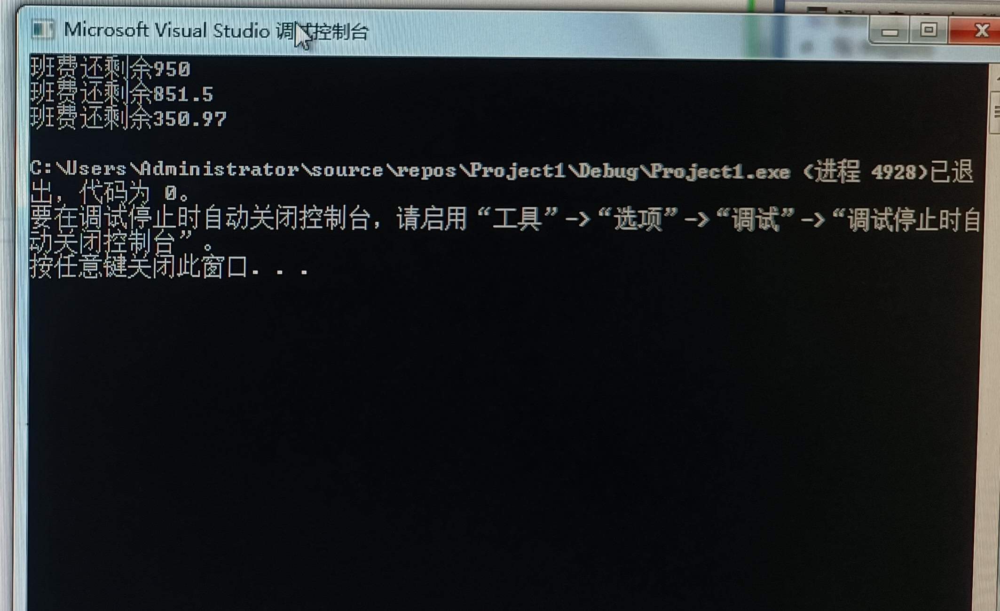 Microsoft Visual Studio 调试控制台
班费还剩余950
班费还剩余851.5
班费还剩余350.97
C:\Users\Administrator\source\repos\Project1\Debug\Project1.exe (进程 4928)已退
出，代码为 0。
要在调试停止时自动关闭控制台，请启用“工具”->“选项”->“调试”->“调试停止时自
动关闭控制台”。
按任意键关闭此窗口. . .